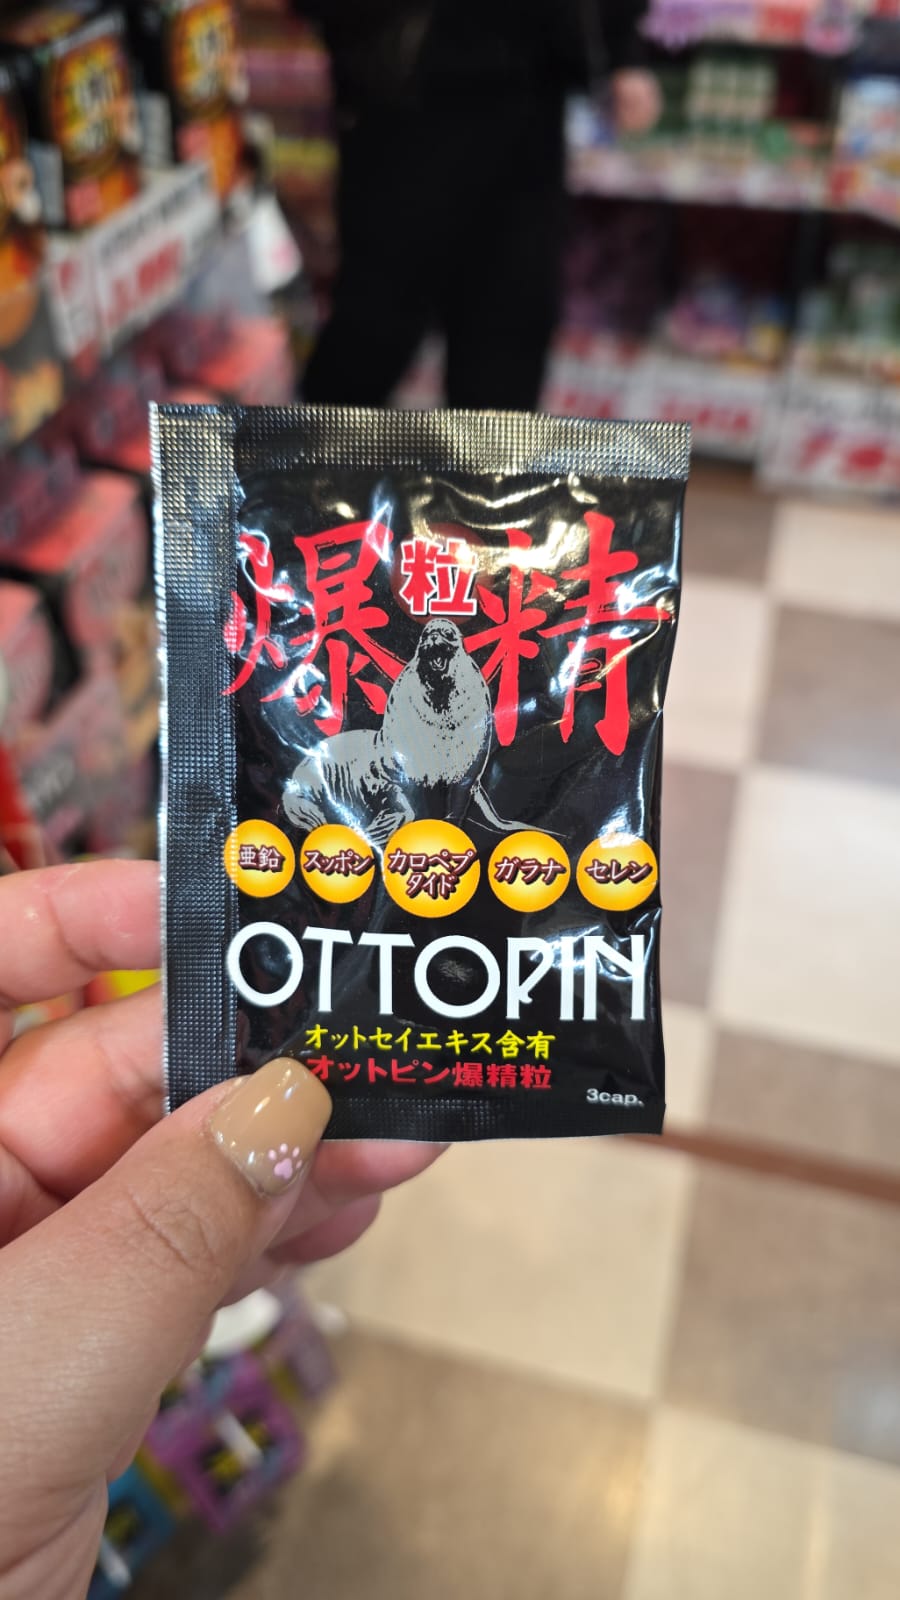 爆精
粒
亜鉛
スッポン
カロペプ
タイド
ガラナ
セレン
OTTOPIN
オットセイエキス含有
オットピン爆精粒
3cap.